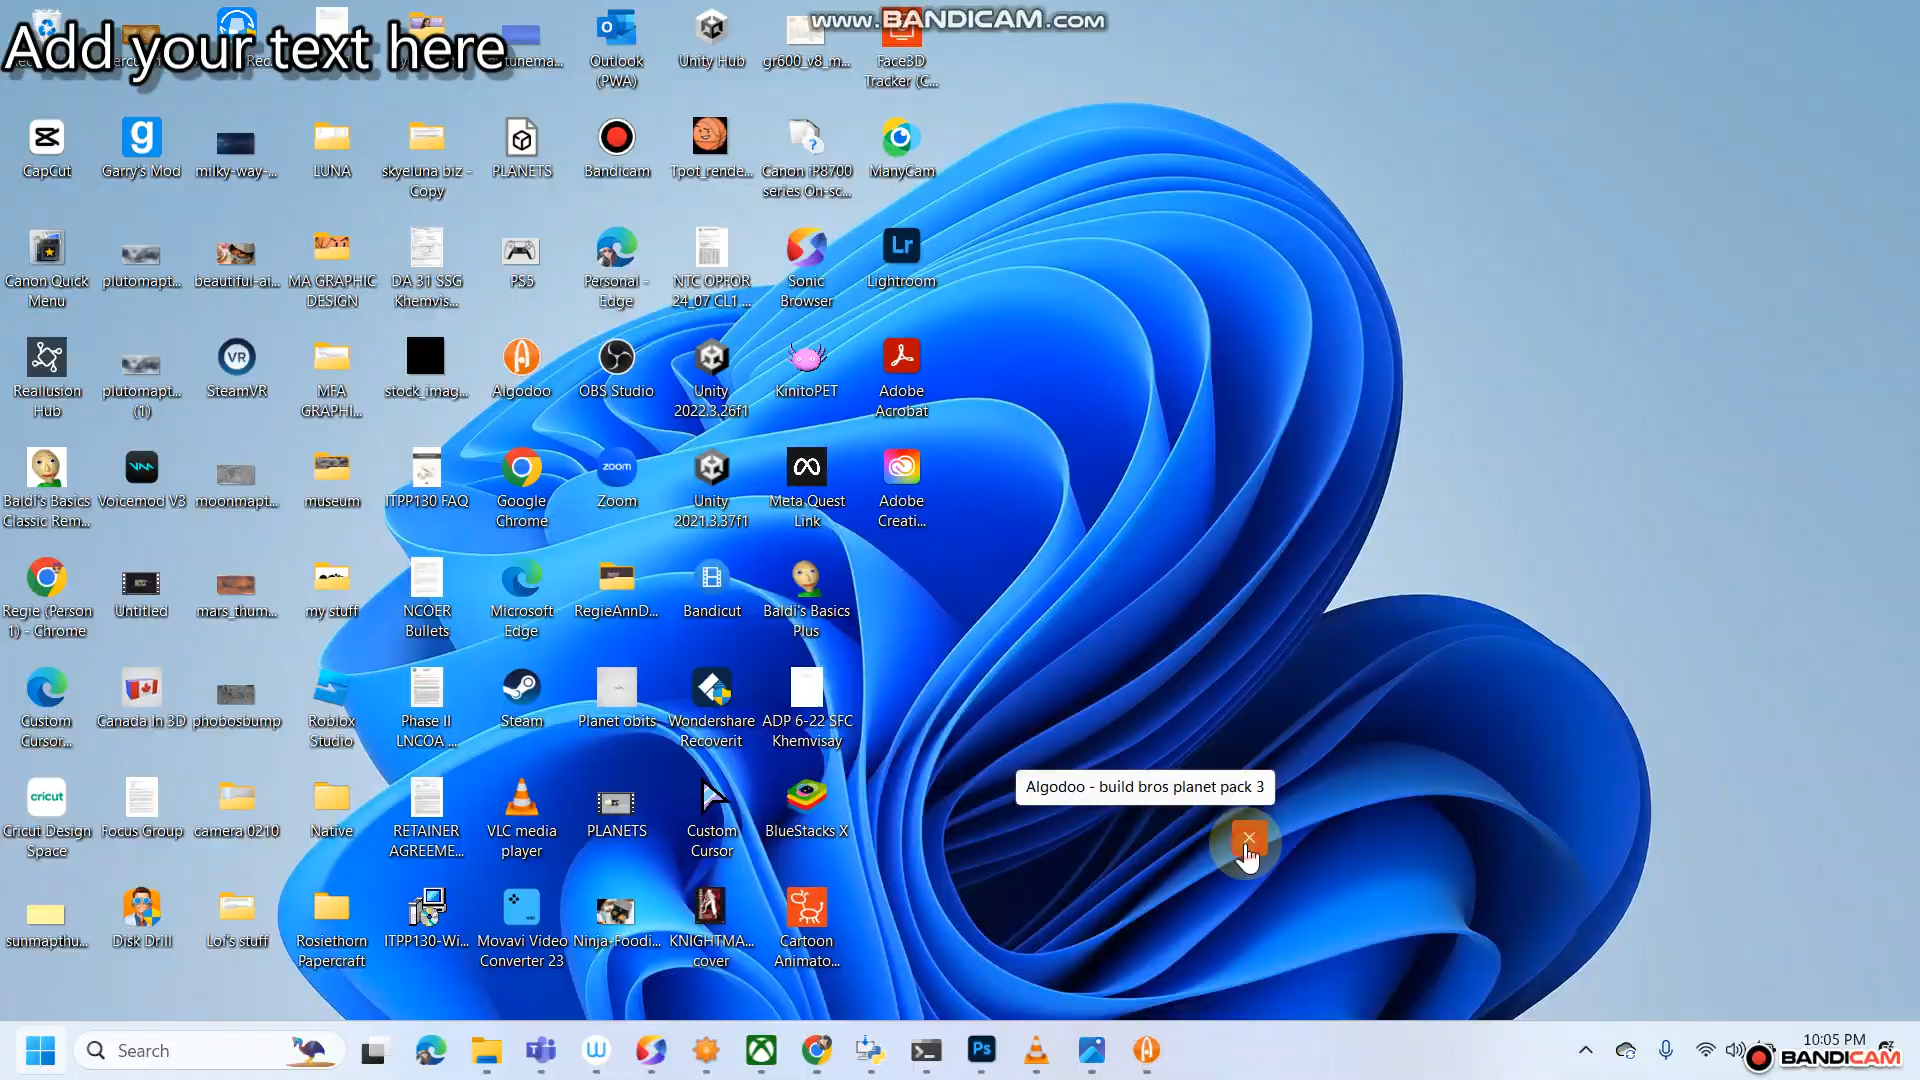 Add your text here
www.BANDICAM.com
Outlook
(PWA)
Unity Hub
gr600_v8_m...
Face3D
Tracker (C...
CapCut
Garry's Mod
milky-way-...
LUNA
skyeluna biz -
Copy
PLANETS
Bandicam
Tpot_rende...
Canon iP8700
series On-sc...
ManyCam
Canon Quick
Menu
plutomapt...
beautiful-ai...
MA GRAPHIC
DESIGN
DA 31 SSG
Khemvis...
PS5
Personal -
Edge
NTC OPFOR
24_07 CL1 ...
Sonic
Browser
Lr
Lightroom
Reallusion
Hub
plutomapt...
(1)
VR
SteamVR
MFA
GRAPHI...
stock_imag...
Algodoo
OBS Studio
Unity
2022.3.26f1
KinitoPET
Adobe
Acrobat
Baldi's Basics
Classic Rem...
Voicemod V3
moonmapt...
museum
ITPP130 FAQ
Google
Chrome
zoom
Zoom
Unity
2021.3.37f1
Meta Quest
Link
Adobe
Creati...
Regie (Person
1) - Chrome
Untitled
mars_thum...
my stuff
NCOER
Bullets
Microsoft
Edge
RegieAnnD...
Bandicut
Baldi's Basics
Plus
Custom
Cursor...
Canada In 3D
phobosbump
Roblox
Studio
Phase II
LNCOA ...
Steam
Planet obits
Wondershare
Recoverit
ADP 6-22 SFC
Khemvisay
cricut
Cricut Design
Space
Focus Group
camera 0210
Native
RETAINER
AGREEME...
VLC media
player
PLANETS
Custom
Cursor
BlueStacks X
Algodoo - build bros planet pack 3
sunmapthu...
Disk Drill
Loi's stuff
Rosiethorn
Papercraft
ITPP130-Wi...
Movavi Video
Converter 23
Ninja-Foodi...
KNIGHTMA...
cover
Cartoon
Animato...
Search
Ps
10:05 PM
BANDICAM